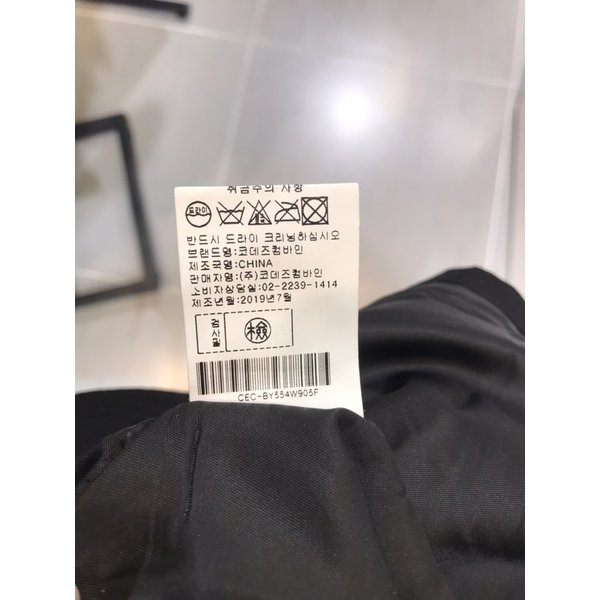 취급주의 사항
드라이
반드시 드라이 크리닝하십시오
브랜드명:코데즈컴바인
제조국명:CHINA
판매자명:(주)코데즈컴바인
소비자상담실:02-2239-1414
제조년월:2019년7월
검사필 檢
CEC-BY554W905F